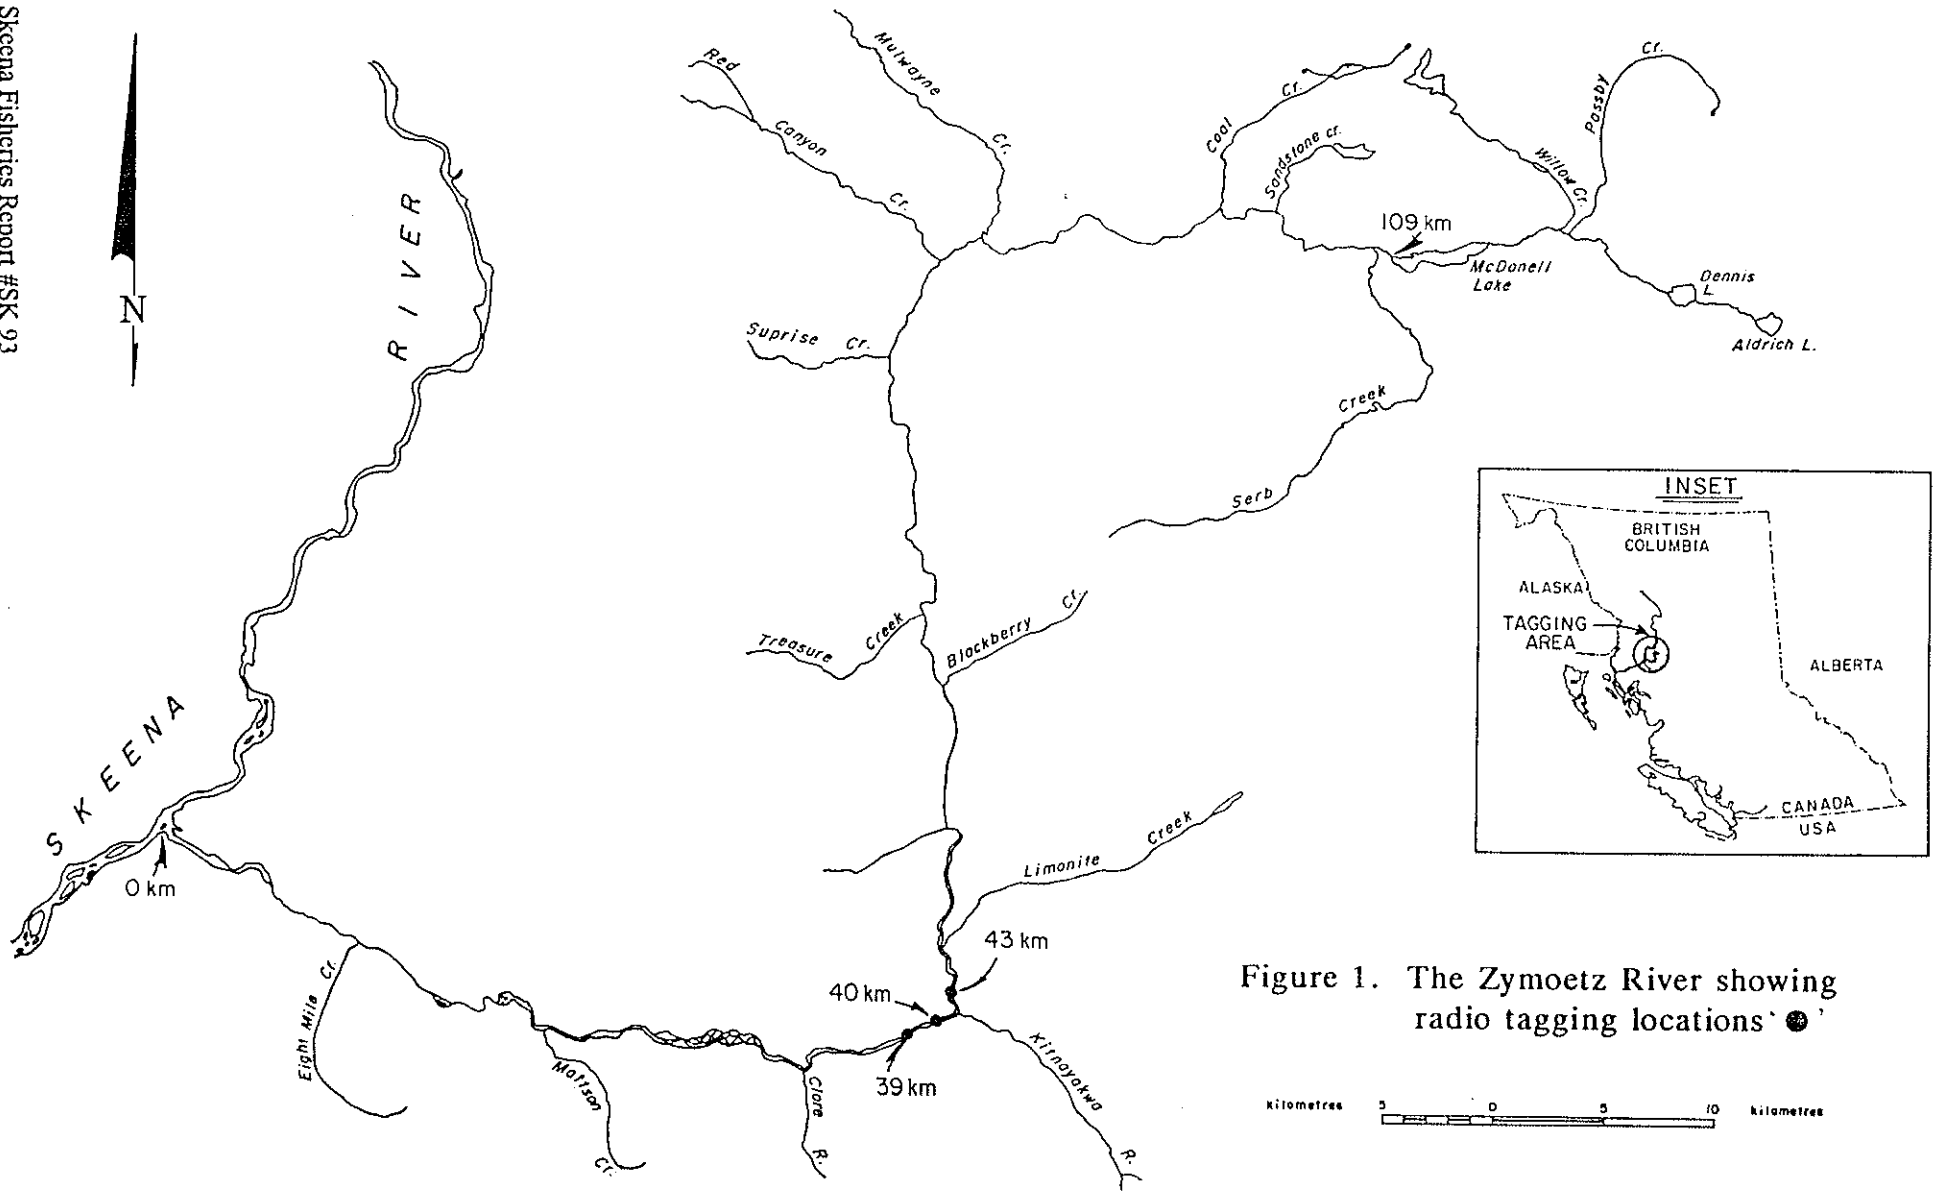 Skeena Fisheries Report #SK 93
N
SKEENA
RIVER
0 km
Red
Canyon
Cr.
Mulwayne
Cr.
Coal
Cr.
Sandstone cr.
Willow Cr.
Passby
Cr.
109 km
McDonell
Lake
Dennis
L
Aldrich L.
Suprise Cr.
Serb Creek
Treasure Creek
Blackberry Cr.
Limonite Creek
43 km
40 km
39 km
Eight Mile Cr.
Mattson
Cr.
Clore
R.
Kitnayakwa
R.
INSET
BRITISH
COLUMBIA
ALASKA
TAGGING
AREA
ALBERTA
CANADA
USA
Figure 1. The Zymoetz River showing
radio tagging locations ‘ ● ’
kilometres 5 0 5 10 kilometres